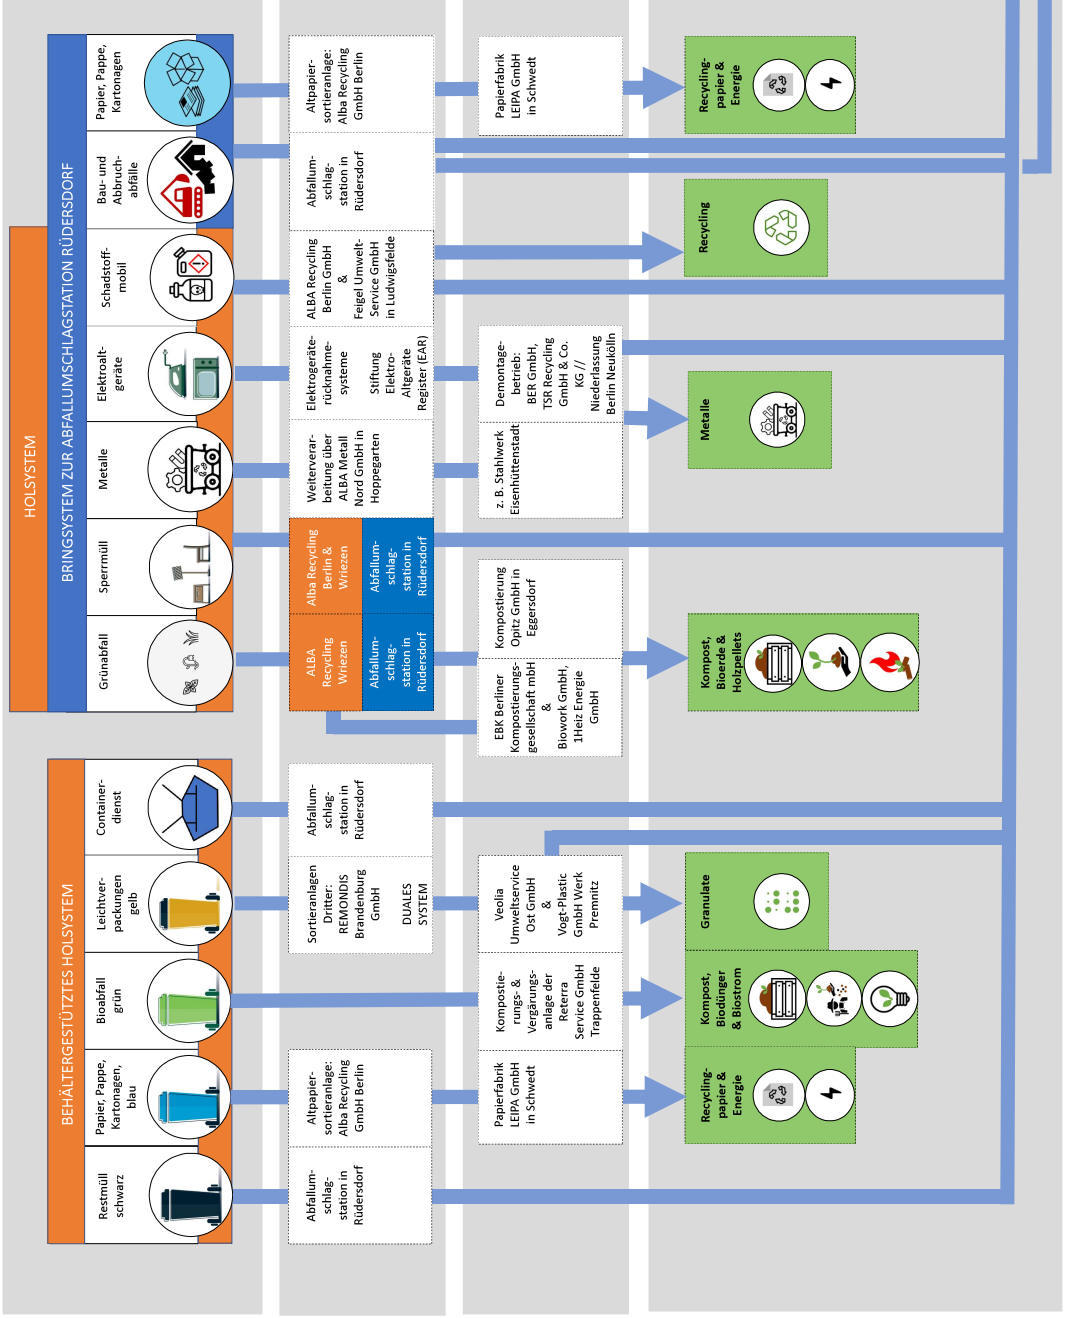 BEHÄLTERGESTÜTZTES HOLSYSTEM
HOLSYSTEM
BRINGSYSTEM ZUR ABFALLUMSCHLAGSTATION RÜDERSDORF
Restmüll
schwarz
Papier, Pappe,
Kartonagen,
blau
Bioabfall
grün
Leichtver-
packungen
gelb
Container-
dienst
Grünabfall
Sperrmüll
Metalle
Elektroalt-
geräte
Schadstoff-
mobil
Bau- und
Abbruch-
abfälle
Papier, Pappe,
Kartonagen
Abfallum-
schlag-
station in
Rüdersdorf
Altpapier-
sortieranlage:
Alba Recycling
GmbH Berlin
Sortieranlagen
Dritter:
REMONDIS
Brandenburg
GmbH
DUALES
SYSTEM
Abfallum-
schlag-
station in
Rüdersdorf
ALBA
Recycling
Wriezen
Abfallum-
schlag-
station in
Rüdersdorf
Alba Recycling
Berlin &
Wriezen
Abfallum-
schlag-
station in
Rüdersdorf
Weiterverar-
beitung über
ALBA Metall
Nord GmbH in
Hoppegarten
Elektrogeräte-
rücknahme-
systeme
Stiftung
Elektro-
Altgeräte
Register (EAR)
ALBA Recycling
Berlin GmbH
&
Feigel Umwelt-
Service GmbH
in Ludwigsfelde
Abfallum-
schlag-
station in
Rüdersdorf
Altpapier-
sortieranlage:
Alba Recycling
GmbH Berlin
Papierfabrik
LEIPA GmbH
in Schwedt
Kompostie-
rungs- &
Vergärungs-
anlage der
Reterra
Service GmbH
Trappenfelde
Veolia
Umweltservice
Ost GmbH
&
Vogt-Plastic
GmbH Werk
Premnitz
EBK Berliner
Kompostierungs-
gesellschaft mbH
&
Biowork GmbH,
1Heiz Energie
GmbH
Kompostierung
Opitz GmbH in
Eggersdorf
z. B. Stahlwerk
Eisenhüttenstadt
Demontage-
betrieb:
BER GmbH,
TSR Recycling
GmbH & Co.
KG //
Niederlassung
Berlin Neukölln
Papierfabrik
LEIPA GmbH
in Schwedt
Recycling-
papier &
Energie
Kompost,
Biodünger
& Biostrom
Granulate
Kompost,
Bioerde &
Holzpellets
Metalle
Recycling
Recycling-
papier &
Energie